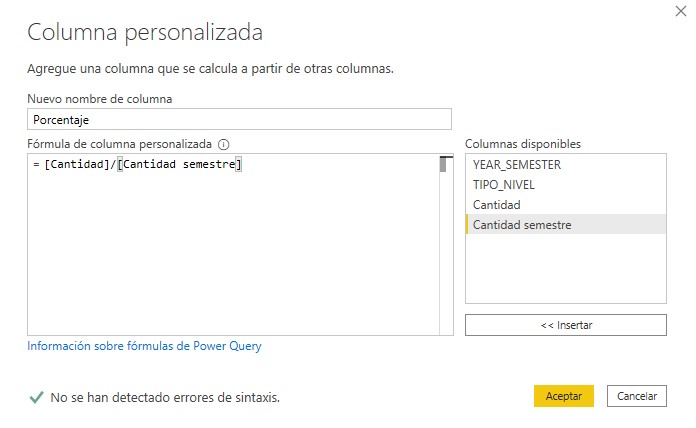 Columna personalizada
Agregue una columna que se calcula a partir de otras columnas.
Nuevo nombre de columna
Porcentaje
Fórmula de columna personalizada
= [Cantidad]/[Cantidad semestre]
Columnas disponibles
YEAR_SEMESTER
TIPO_NIVEL
Cantidad
Cantidad semestre
<< Insertar
Información sobre fórmulas de Power Query
No se han detectado errores de sintaxis.
Aceptar
Cancelar